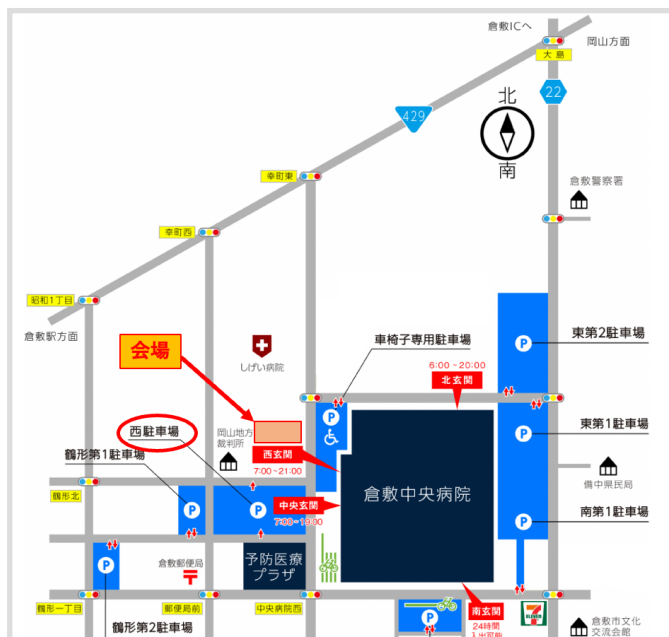 倉敷ICへ
岡山方面
大島
22
429
北
南
幸町東
倉敷警察署
幸町西
昭和1丁目
倉敷駅方面
会場
しげい病院
車椅子専用駐車場
6:00~20:00
北玄関
東第2駐車場
P
P
西駐車場
岡山地方
裁判所
西玄関
7:00~21:00
東第1駐車場
P
鶴形第1駐車場
備中県民局
鶴形北
中央玄関
倉敷中央病院
P
P
南第1駐車場
P
倉敷郵便局
予防医療
プラザ
P
鶴形一丁目
郵便局前
中央病院西
南玄関
24時間
7
ELEVEN
P
鶴形第2駐車場
倉敷市文化
交流会館